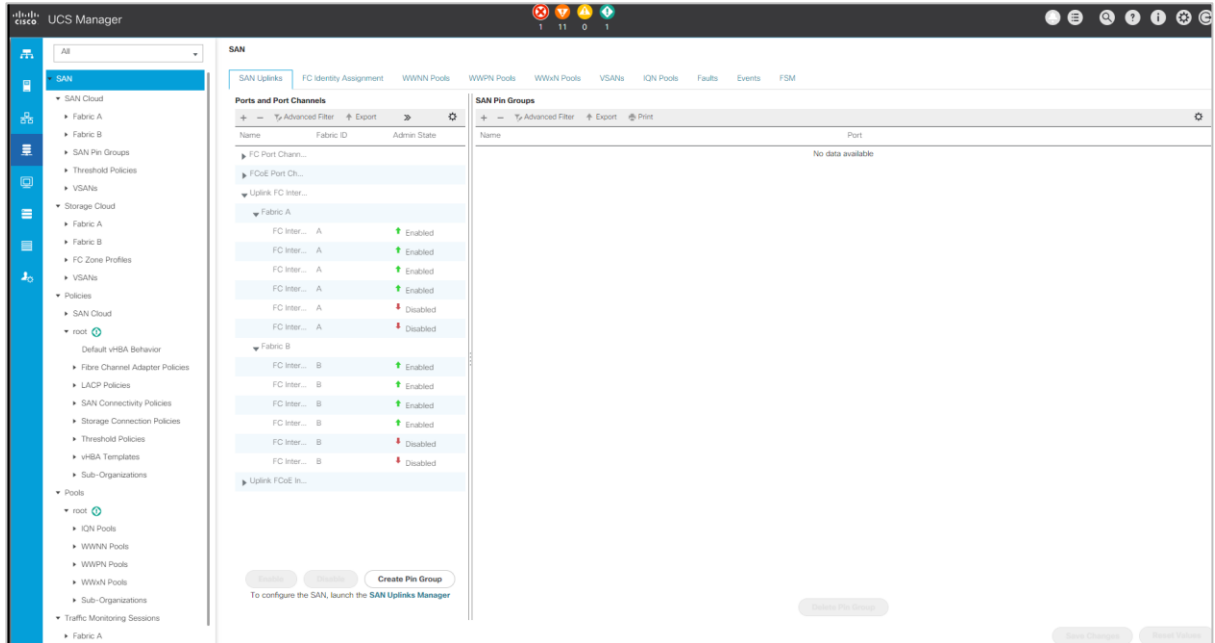 cisco UCS Manager
1 11 0 1
All
SAN
SAN Cloud
Fabric A
Fabric B
SAN Pin Groups
Threshold Policies
VSANs
Storage Cloud
Fabric A
Fabric B
FC Zone Profiles
VSANs
Policies
SAN Cloud
root
Default vHBA Behavior
Fibre Channel Adapter Policies
LACP Policies
SAN Connectivity Policies
Storage Connection Policies
Threshold Policies
vHBA Templates
Sub-Organizations
Pools
root
IQN Pools
WWNN Pools
WWPN Pools
WWxN Pools
Sub-Organizations
Traffic Monitoring Sessions
Fabric A
SAN
SAN Uplinks FC Identity Assignment WWNN Pools WWPN Pools WWxN Pools VSANs IQN Pools Faults Events FSM
Ports and Port Channels
+ − Advanced Filter Export »
Name Fabric ID Admin State
FC Port Chann...
FCoE Port Ch...
Uplink FC Inter...
Fabric A
FC Inter... A Enabled
FC Inter... A Enabled
FC Inter... A Enabled
FC Inter... A Enabled
FC Inter... A Disabled
FC Inter... A Disabled
Fabric B
FC Inter... B Enabled
FC Inter... B Enabled
FC Inter... B Enabled
FC Inter... B Enabled
FC Inter... B Disabled
FC Inter... B Disabled
Uplink FCoE In...
Enable Disable Create Pin Group
To configure the SAN, launch the SAN Uplinks Manager
SAN Pin Groups
+ − Advanced Filter Export Print
Name Port
No data available
Delete Pin Group
Save Changes Reset Values